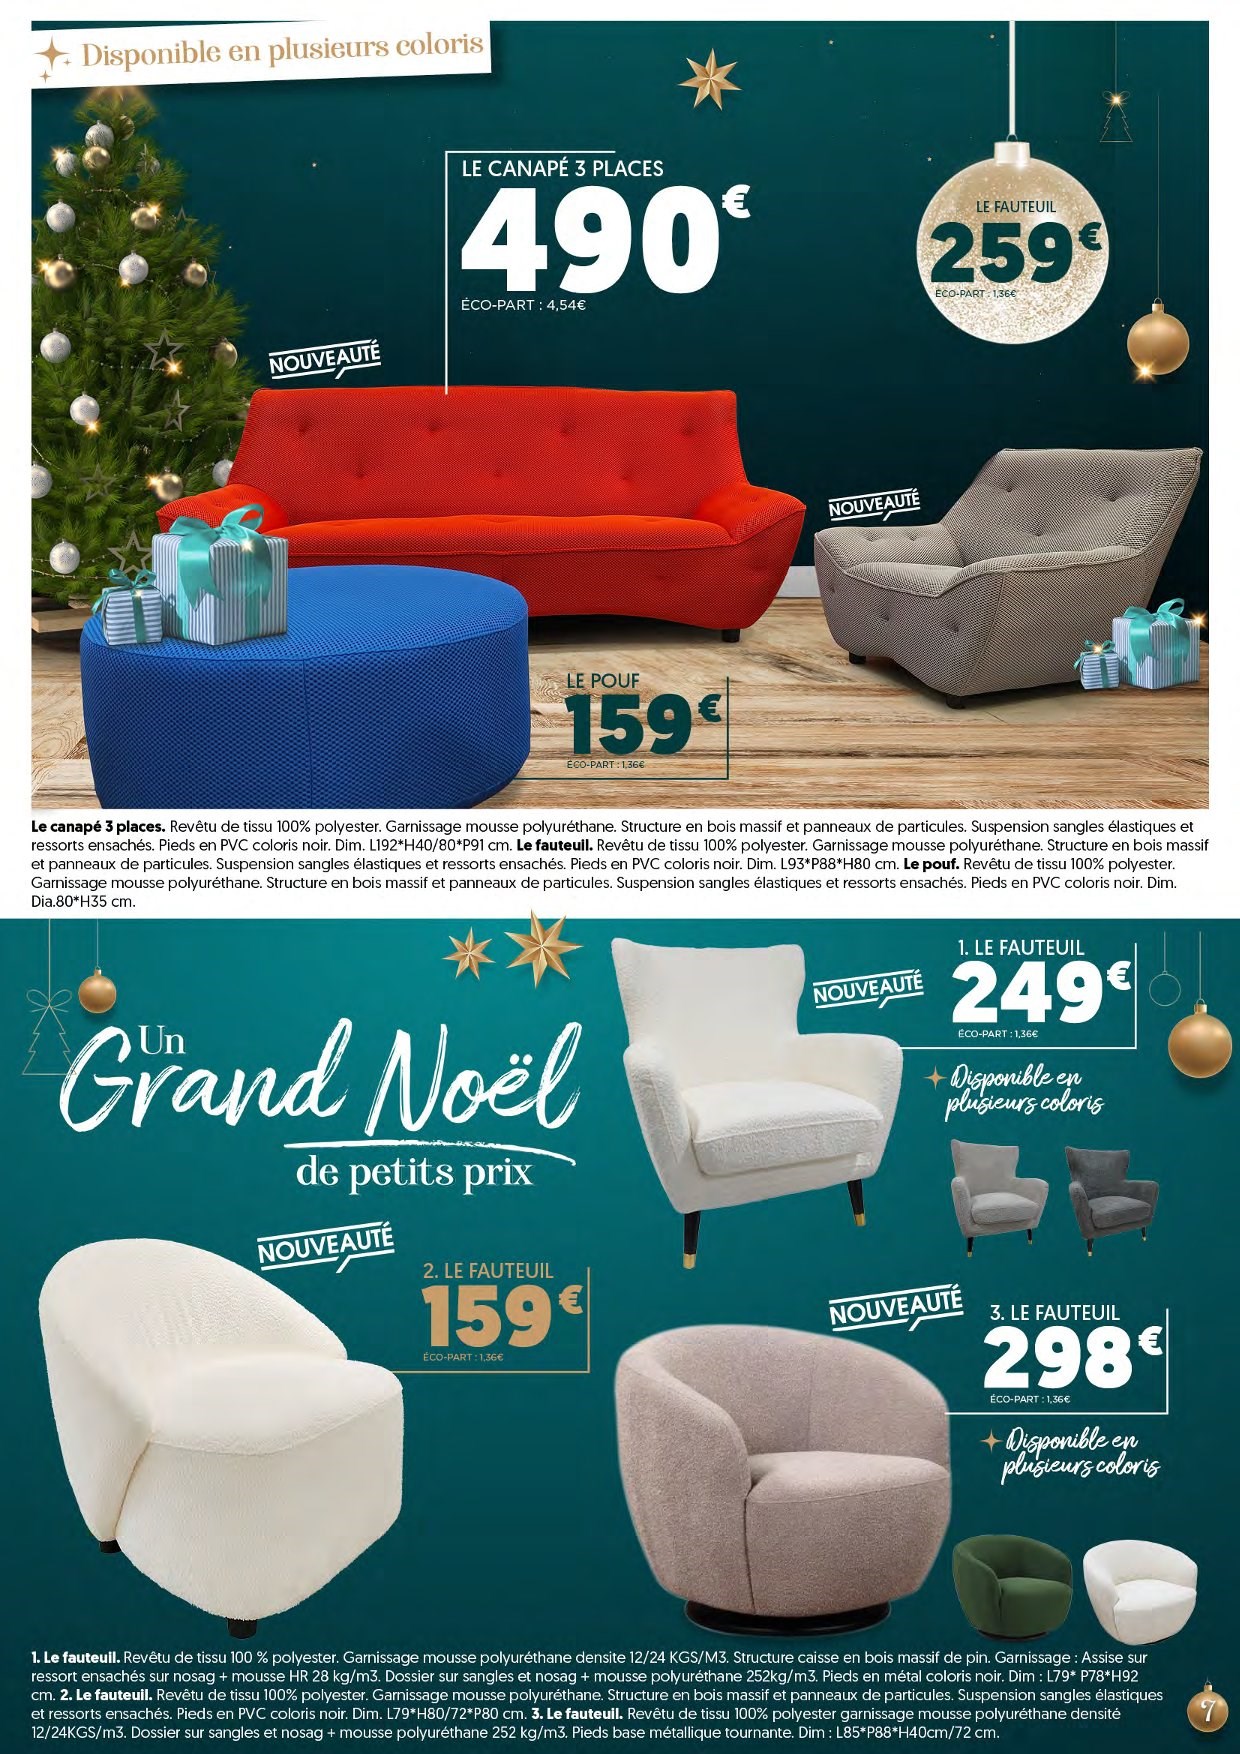 Disponible en plusieurs coloris
LE CANAPÉ 3 PLACES
490€
ÉCO-PART : 4,54€
LE FAUTEUIL
259€
ÉCO-PART : 1,36€
NOUVEAUTÉ
NOUVEAUTÉ
LE POUF
159€
ÉCO-PART : 1,36€
Le canapé 3 places. Revêtu de tissu 100% polyester. Garnissage mousse polyuréthane. Structure en bois massif et panneaux de particules. Suspension sangles élastiques et
ressorts ensachés. Pieds en PVC coloris noir. Dim. L192*H40/80*P91 cm. Le fauteuil. Revêtu de tissu 100% polyester. Garnissage mousse polyuréthane. Structure en bois massif
et panneaux de particules. Suspension sangles élastiques et ressorts ensachés. Pieds en PVC coloris noir. Dim. L93*P88*H80 cm. Le pouf. Revêtu de tissu 100% polyester.
Garnissage mousse polyuréthane. Structure en bois massif et panneaux de particules. Suspension sangles élastiques et ressorts ensachés. Pieds en PVC coloris noir. Dim.
Dia.80*H35 cm.
Un
Grand Noël
de petits prix
NOUVEAUTÉ
1. LE FAUTEUIL
249€
ÉCO-PART : 1,36€
Disponible en
plusieurs coloris
NOUVEAUTÉ
2. LE FAUTEUIL
159€
ÉCO-PART : 1,36€
NOUVEAUTÉ
3. LE FAUTEUIL
298€
ÉCO-PART : 1,36€
Disponible en
plusieurs coloris
1. Le fauteuil. Revêtu de tissu 100 % polyester. Garnissage mousse polyuréthane densite 12/24 KGS/M3. Structure caisse en bois massif de pin. Garnissage : Assise sur
ressort ensachés sur nosag + mousse HR 28 kg/m3. Dossier sur sangles et nosag + mousse polyuréthane 252kg/m3. Pieds en métal coloris noir. Dim : L79* P78*H92
cm. 2. Le fauteuil. Revêtu de tissu 100% polyester. Garnissage mousse polyuréthane. Structure en bois massif et panneaux de particules. Suspension sangles élastiques
et ressorts ensachés. Pieds en PVC coloris noir. Dim. L79*H80/72*P80 cm. 3. Le fauteuil. Revêtu de tissu 100% polyester garnissage mousse polyuréthane densité
12/24KGS/m3. Dossier sur sangles et nosag + mousse polyuréthane 252 kg/m3. Pieds base métallique tournante. Dim : L85*P88*H40cm/72 cm.
7